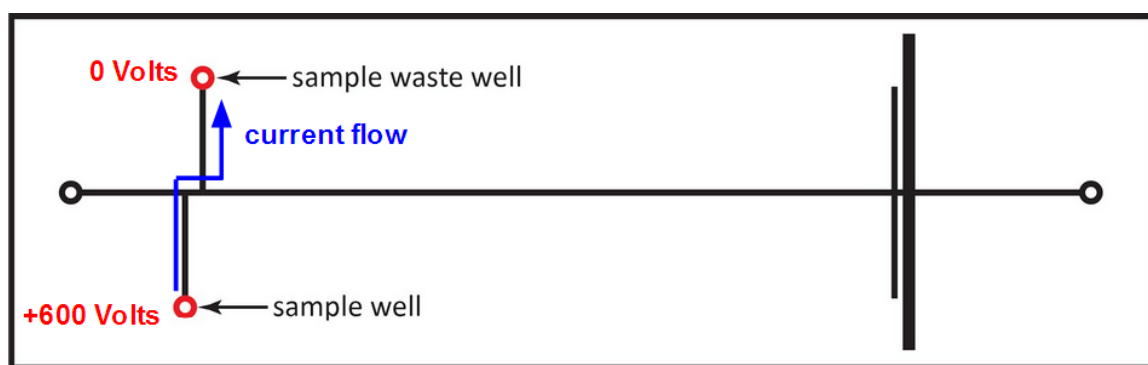 0 Volts
sample waste well
current flow
sample well
+600 Volts